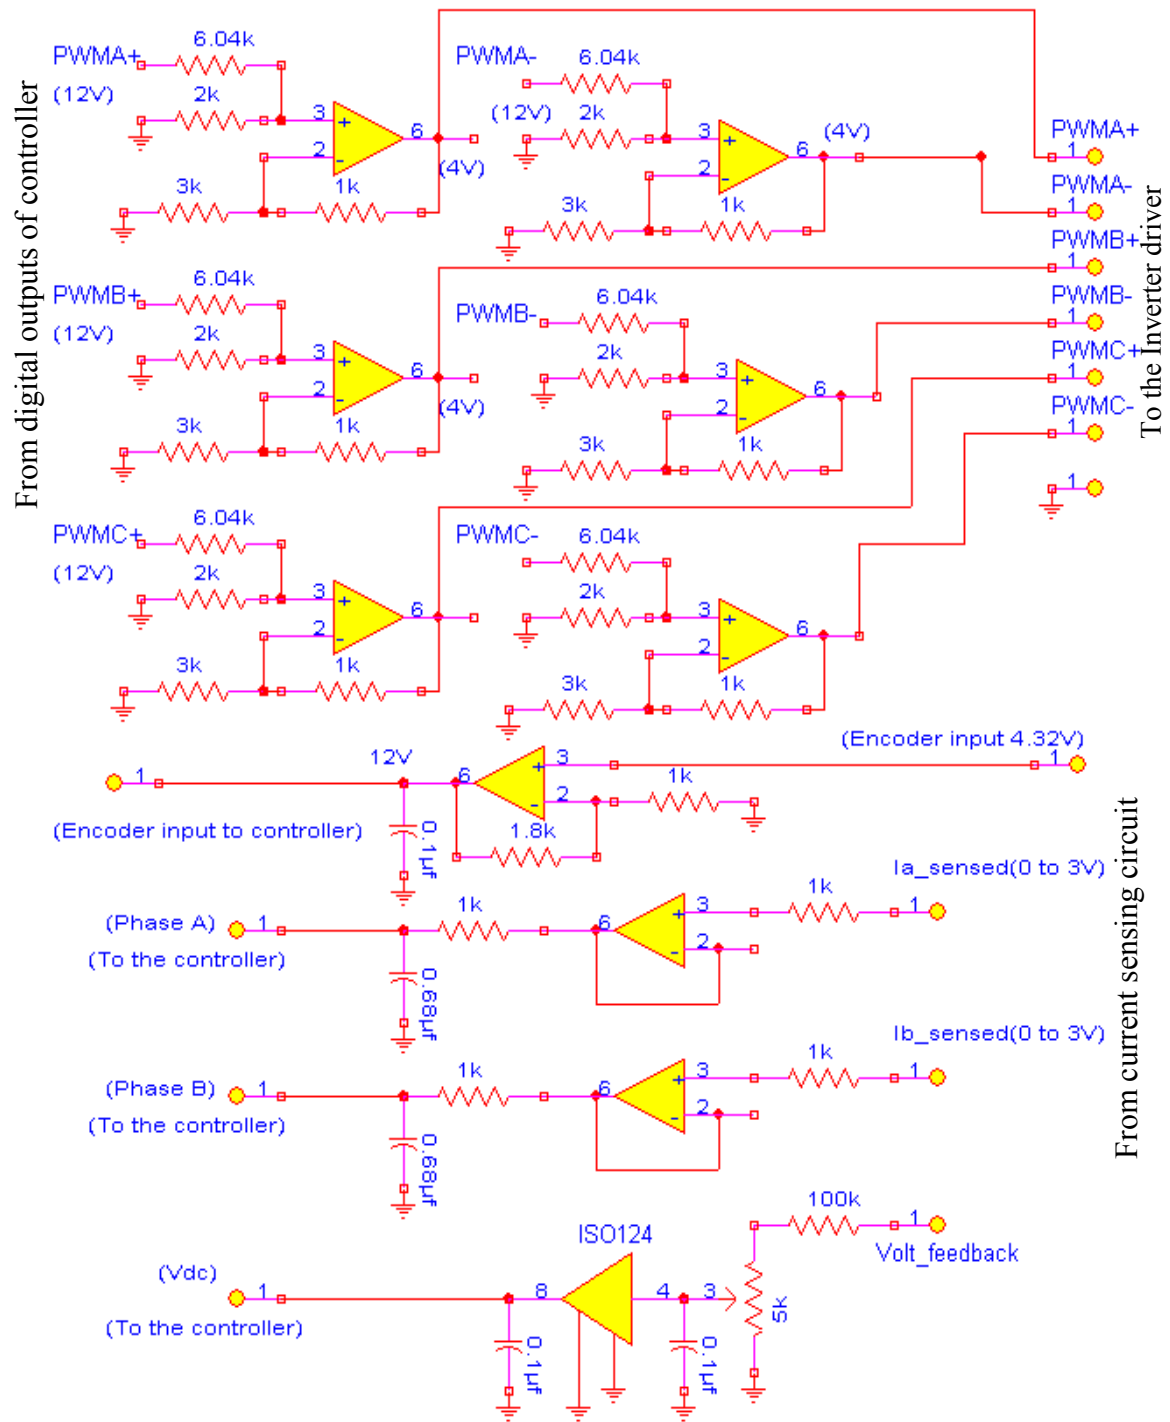 From digital outputs of controller
PWMA+
(12V)
6.04k
2k
3
+
2
-
6
(4V)
3k
1k
PWMA-
(12V)
6.04k
2k
3
+
2
-
6
(4V)
3k
1k
PWMA+
1
PWMA-
1
PWMB+
1
PWMB-
1
PWMC+
1
PWMC-
1
1
To the Inverter driver
PWMB+
(12V)
6.04k
2k
3
+
2
-
6
(4V)
3k
1k
PWMB-
6.04k
2k
3
+
2
-
6
3k
1k
PWMC+
(12V)
6.04k
2k
3
+
2
-
6
3k
1k
PWMC-
6.04k
2k
3
+
2
-
6
3k
1k
(Encoder input 4.32V)
1
12V
1
6
+
3
-
2
1k
1.8k
0.1µf
(Encoder input to controller)
Ia_sensed(0 to 3V)
1k
1
(Phase A)
1
1k
6
+
3
-
2
(To the controller)
0.68µf
Ib_sensed(0 to 3V)
1k
1
(Phase B)
1
1k
6
+
3
-
2
(To the controller)
0.68µf
From current sensing circuit
100k
1
Volt_feedback
ISO124
(Vdc)
1
8
4
3
5k
(To the controller)
0.1µf
0.1µf